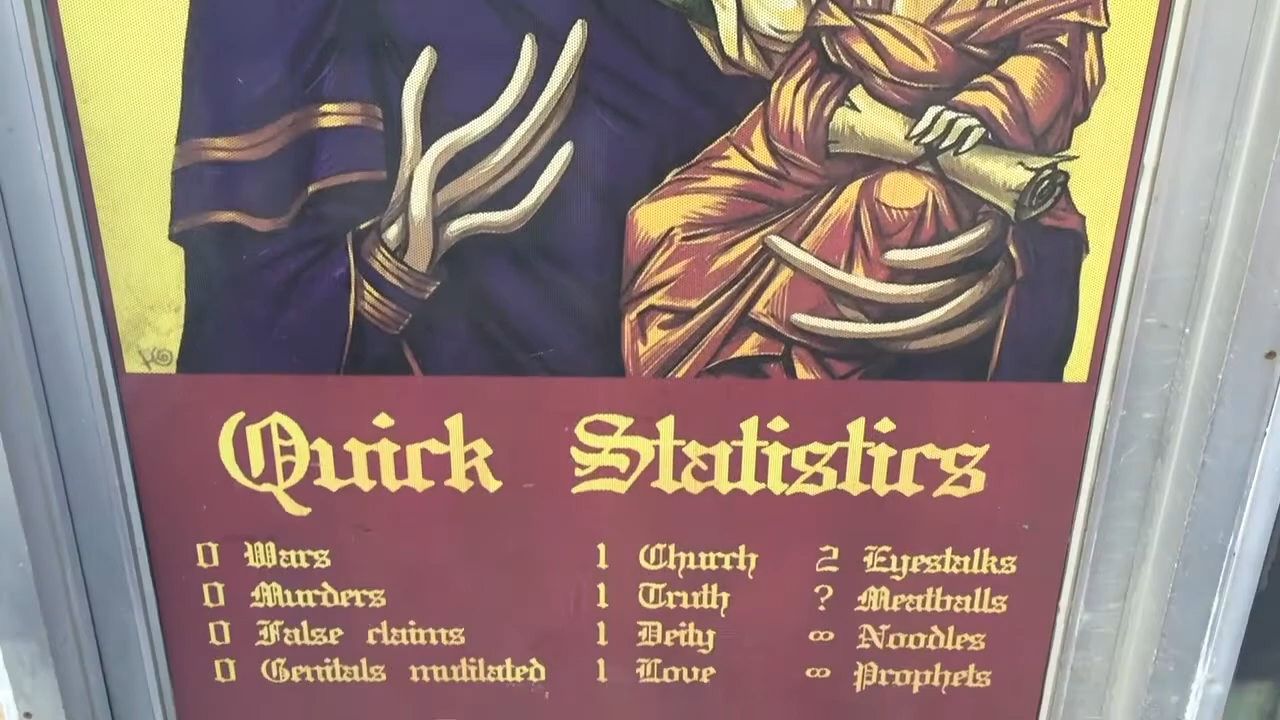 Quick Statistics
0 Wars
0 Murders
0 False claims
0 Genitals mutilated
1 Church
1 Truth
1 Deity
1 Love
2 Eyestalks
? Meatballs
∞ Noodles
∞ Prophets